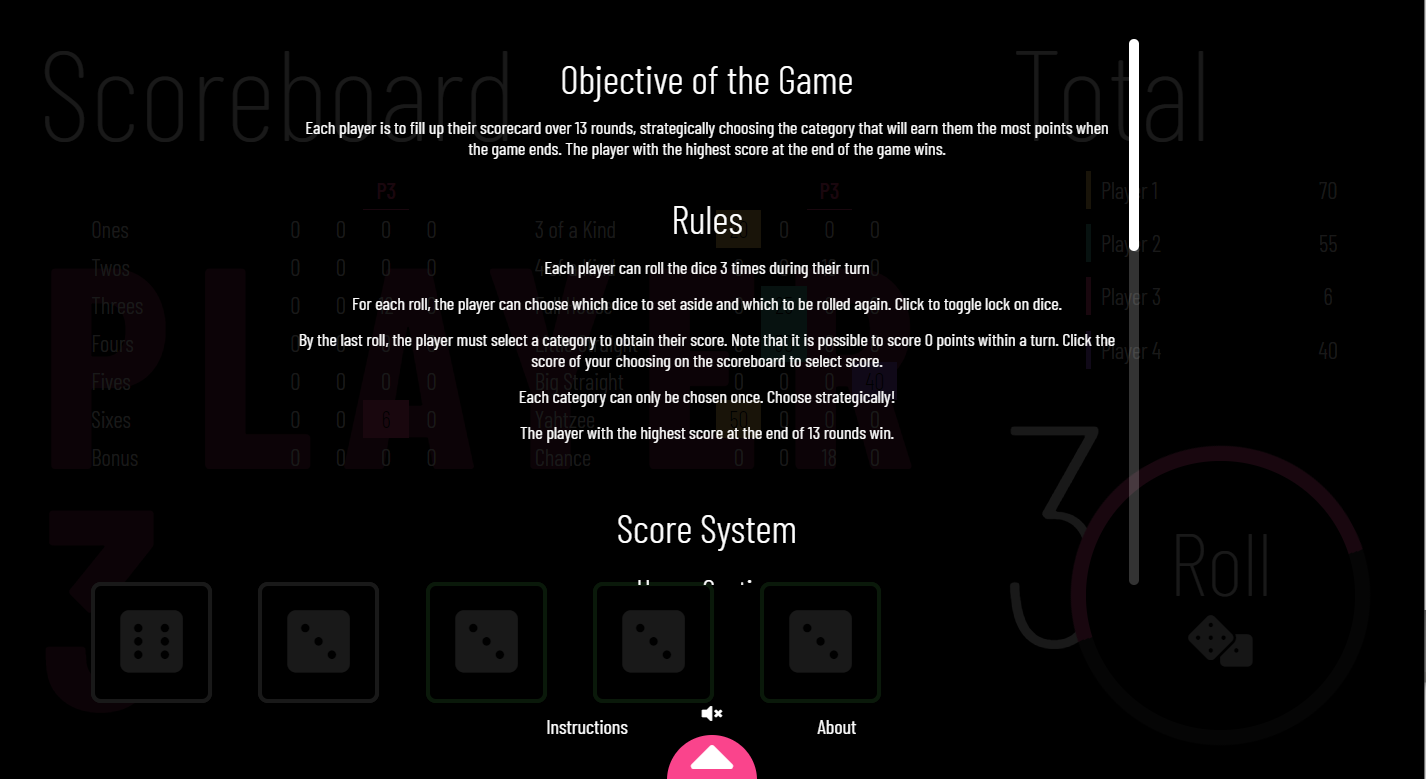 Scoreboard
Objective of the Game
Total
Each player is to fill up their scorecard over 13 rounds, strategically choosing the category that will earn them the most points when
the game ends. The player with the highest score at the end of the game wins.
P3 P3
Player 1 70
Rules
Ones 0 0 0 0 3 of a Kind 0 0 0
Player 2 55
Twos 0 0 0 0 0
Each player can roll the dice 3 times during their turn
Player 3 6
Threes 0 0
For each roll, the player can choose which dice to set aside and which to be rolled again. Click to toggle lock on dice.
Fours 0
By the last roll, the player must select a category to obtain their score. Note that it is possible to score 0 points within a turn. Click the
Player 4 40
score of your choosing on the scoreboard to select score.
Fives 0 0 0 0 Big Straight 0 0 0 40
Each category can only be chosen once. Choose strategically!
Sixes 0 0 6 0 Yahtzee 50 0 0 0
The player with the highest score at the end of 13 rounds win.
Bonus 0 0 0 0 Chance 0 0 18 0
PLAYER
3
3
Score System
Roll
Instructions About